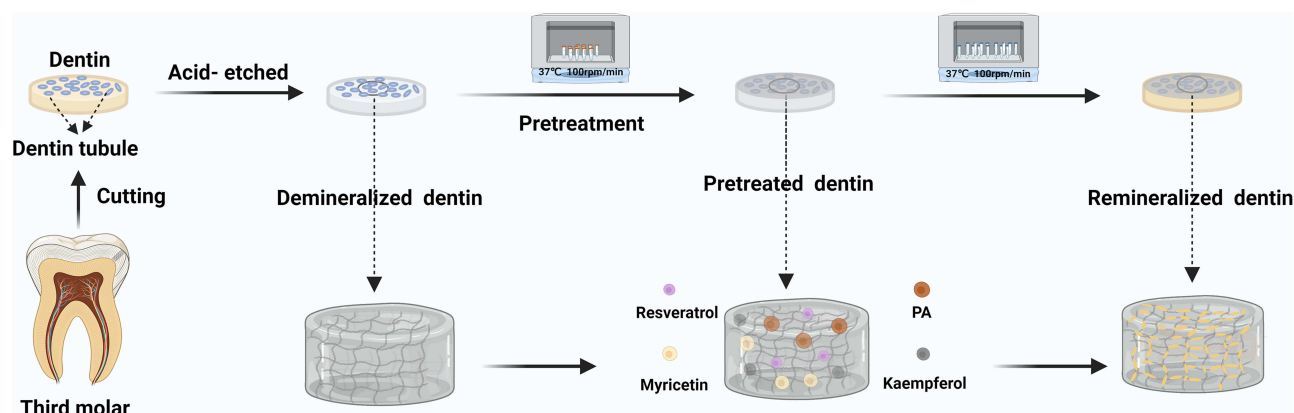 Dentin
Acid- etched
37°C 100rpm/min
37°C 100rpm/min
Pretreatment
Dentin tubule
Cutting
Demineralized dentin
Pretreated dentin
Remineralized dentin
Resveratrol
PA
Myricetin
Kaempferol
Third molar